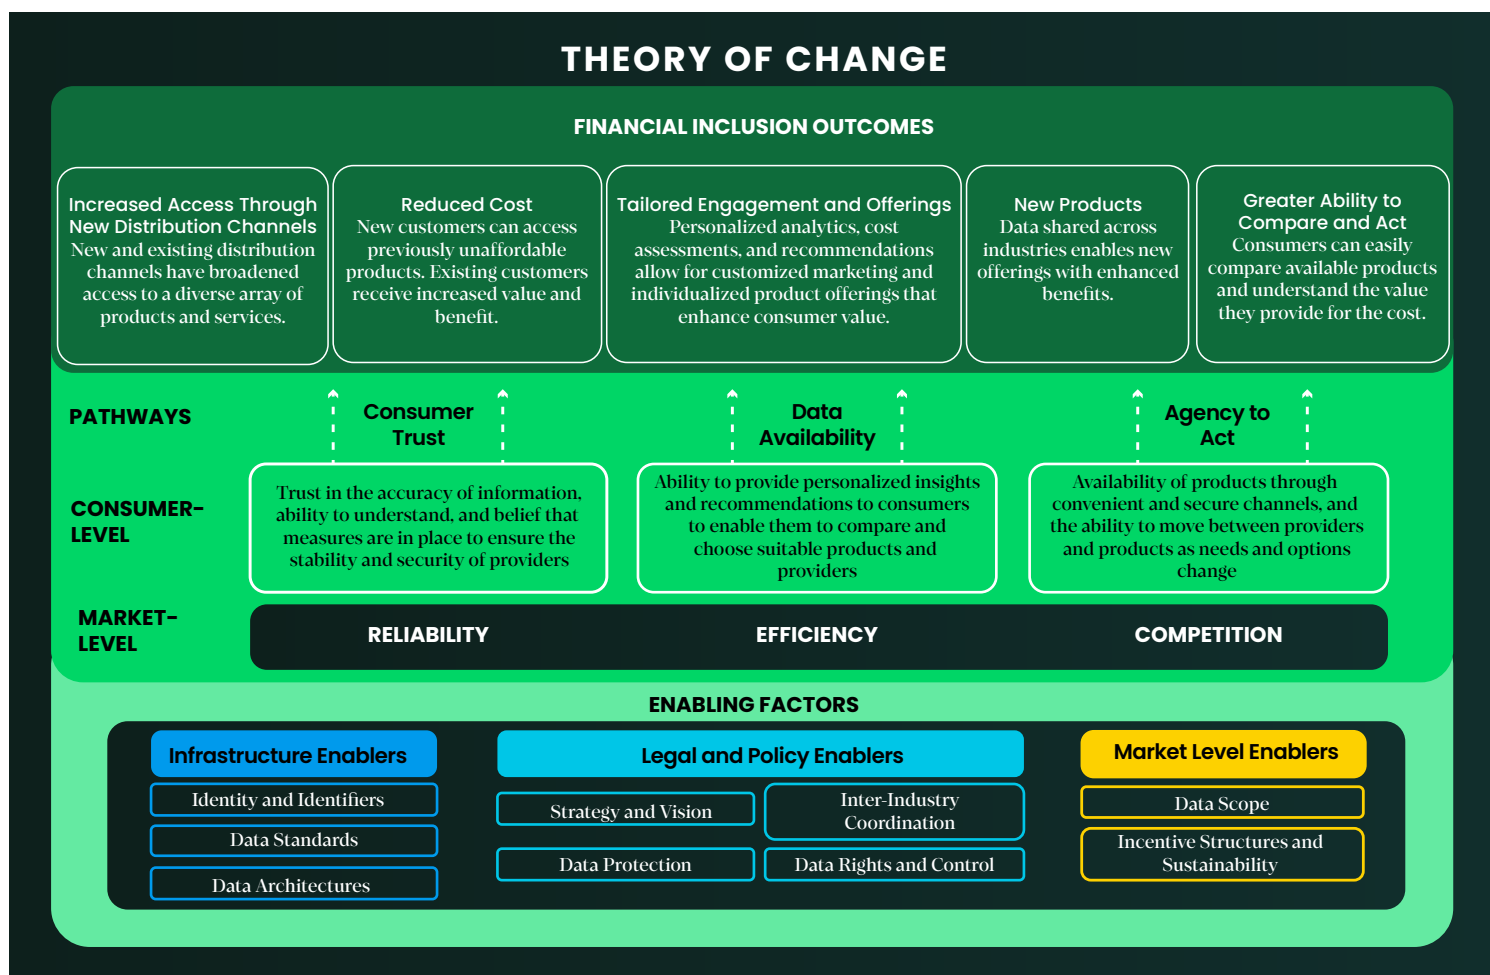 THEORY OF CHANGE
FINANCIAL INCLUSION OUTCOMES
Increased Access Through
New Distribution Channels
New and existing distribution
channels have broadened
access to a diverse array of
products and services.
Reduced Cost
New customers can access
previously unaffordable
products. Existing customers
receive increased value and
benefit.
Tailored Engagement and Offerings
Personalized analytics, cost
assessments, and recommendations
allow for customized marketing and
individualized product offerings that
enhance consumer value.
New Products
Data shared across
industries enables new
offerings with enhanced
benefits.
Greater Ability to
Compare and Act
Consumers can easily
compare available products
and understand the value
they provide for the cost.
PATHWAYS
Consumer
Trust
Data
Availability
Agency to
Act
CONSUMER-
LEVEL
Trust in the accuracy of information,
ability to understand, and belief that
measures are in place to ensure the
stability and security of providers
Ability to provide personalized insights
and recommendations to consumers
to enable them to compare and
choose suitable products and
providers
Availability of products through
convenient and secure channels, and
the ability to move between providers
and products as needs and options
change
MARKET-
LEVEL
RELIABILITY
EFFICIENCY
COMPETITION
ENABLING FACTORS
Infrastructure Enablers
Identity and Identifiers
Data Standards
Data Architectures
Legal and Policy Enablers
Strategy and Vision
Inter-Industry
Coordination
Data Protection
Data Rights and Control
Market Level Enablers
Data Scope
Incentive Structures and
Sustainability